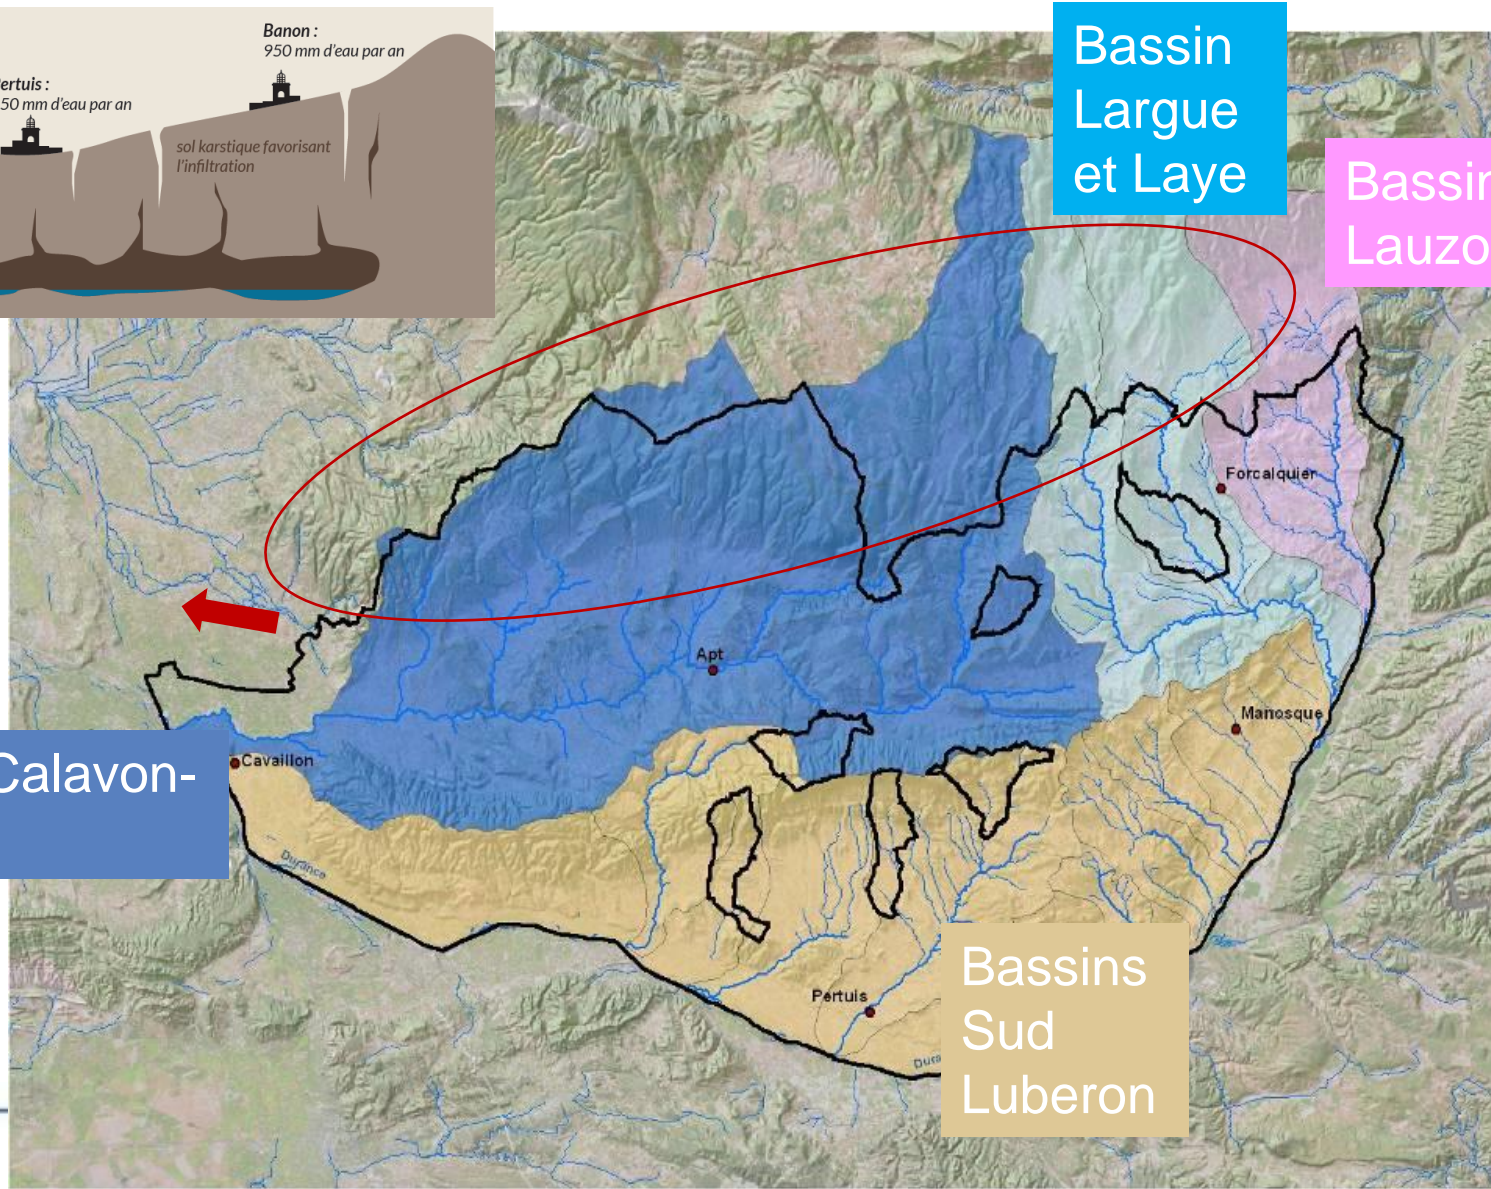 Banon :
950 mm d'eau par an
ertuis :
50 mm d'eau par an
sol karstique favorisant
l'infiltration
Bassin
Largue
et Laye
Bassin
Lauzo
Forcalquier
Apt
Manosque
Calavon-
Cavaillon
Durance
Bassins
Sud
Luberon
Pertuis
Dura